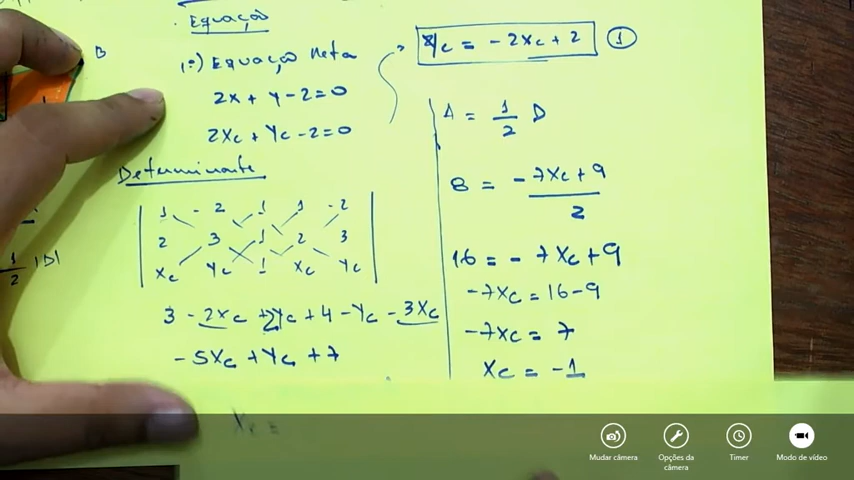 Equação
B
1º) Equação Reta
2x + y - 2 = 0
2xc + yc - 2 = 0
yc = - 2xc + 2 1
Determinante
1 - 2 1 1 - 2
2 3 1 2 3
xc yc 1 xc yc
1/2 |D|
3 - 2xc + 2yc + 4 - yc - 3xc
- 5xc + yc + 7
A = 1/2 D
8 = - 7xc + 9 / 2
16 = - 7xc + 9
- 7xc = 16 - 9
- 7xc = 7
xc = - 1
xc =
Mudar câmera
Opções da
câmera
Timer
Modo de vídeo